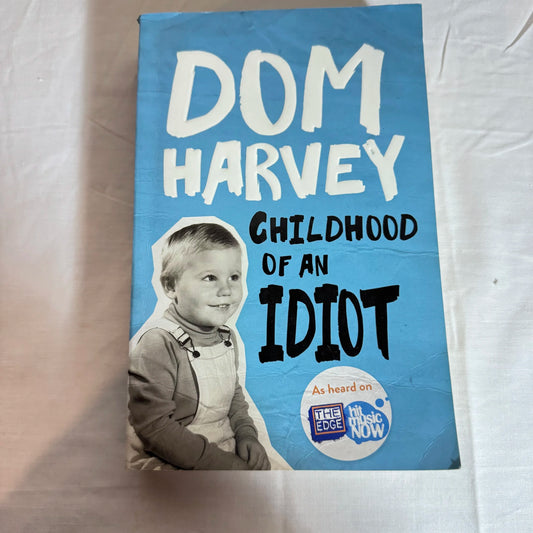 DOM
HARVEY
CHILDHOOD
OF AN
IDIOT
As heard on
THE
EDGE
hit
music
NOW